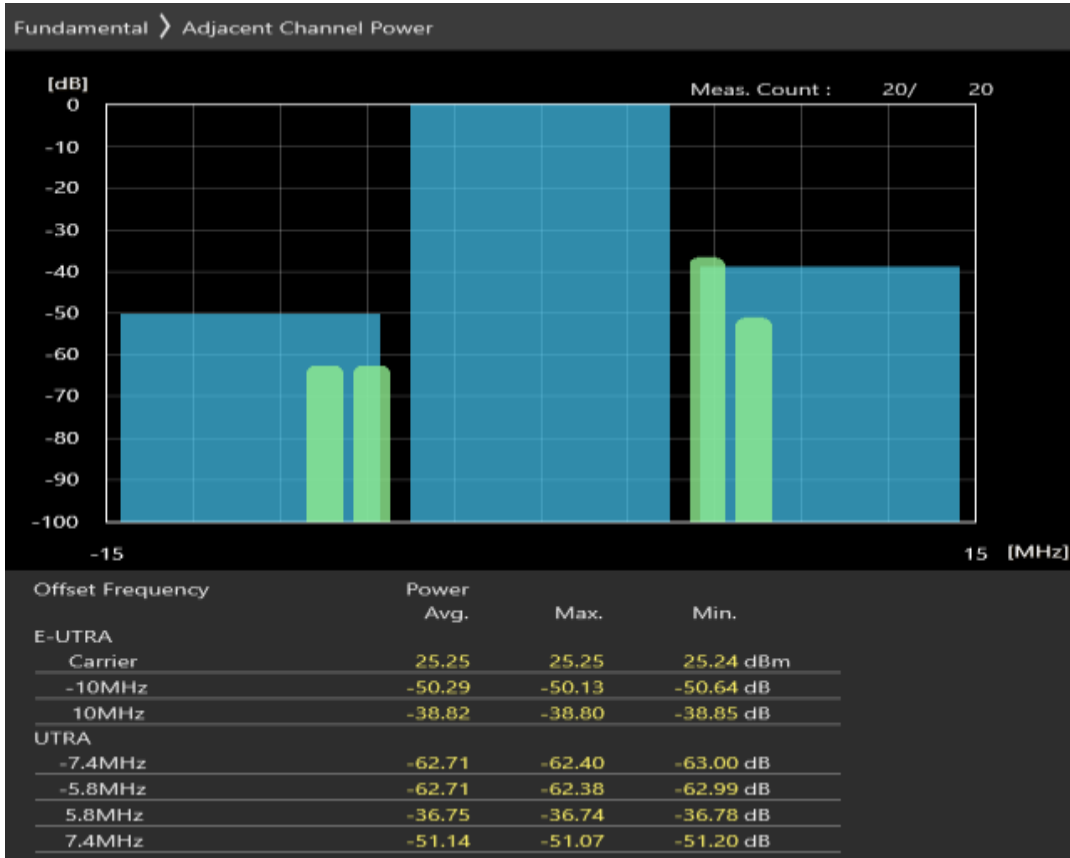 Fundamental 〉 Adjacent Channel Power
[dB]
Meas. Count : 20/ 20
0
-10
-20
-30
-40
-50
-60
-70
-80
-90
-100
-15 15 [MHz]
Offset Frequency Power
Avg. Max. Min.
E-UTRA
Carrier 25.25 25.25 25.24 dBm
-10MHz -50.29 -50.13 -50.64 dB
10MHz -38.82 -38.80 -38.85 dB
UTRA
-7.4MHz -62.71 -62.40 -63.00 dB
-5.8MHz -62.71 -62.38 -62.99 dB
5.8MHz -36.75 -36.74 -36.78 dB
7.4MHz -51.14 -51.07 -51.20 dB